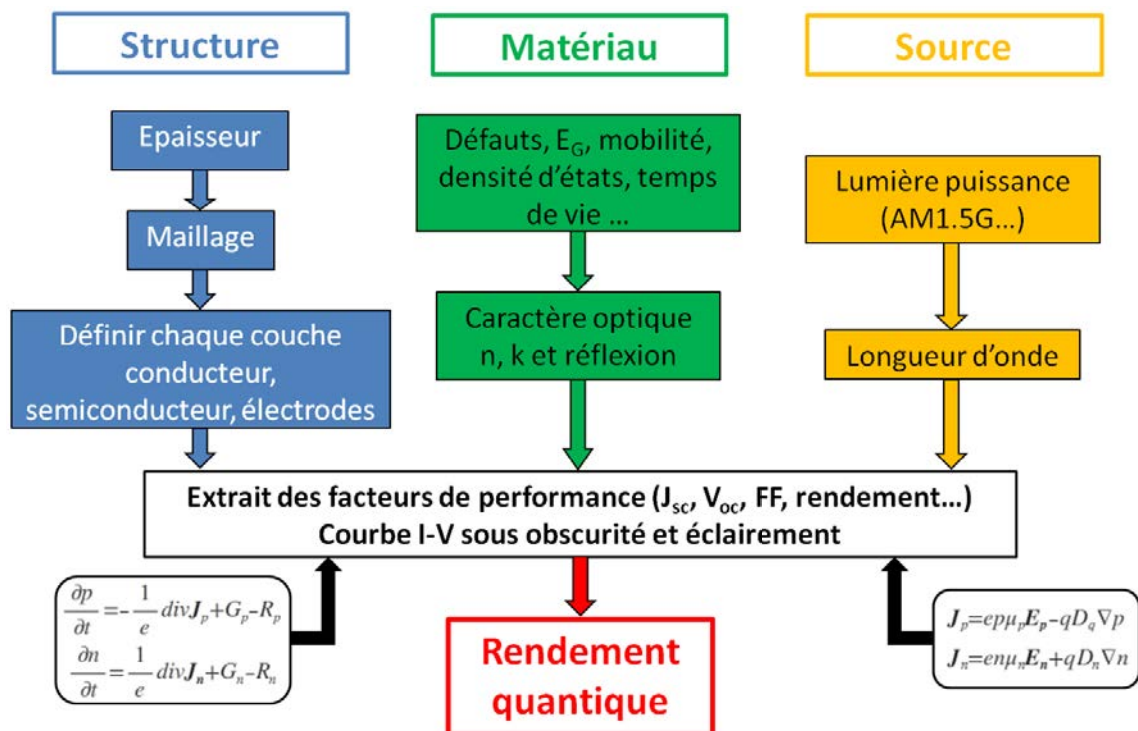 Structure
Matériau
Source
Epaisseur
Maillage
Définir chaque couche
conducteur,
semiconducteur, électrodes
Défauts, E_G, mobilité,
densité d'états, temps
de vie ...
Caractère optique
n, k et réflexion
Lumière puissance
(AM1.5G...)
Longueur d'onde
Extrait des facteurs de performance (J_sc, V_oc, FF, rendement...)
Courbe I-V sous obscurité et éclairement
∂p/∂t=-1/e divJ_p+G_p-R_p
∂n/∂t=1/e divJ_n+G_n-R_n
J_p=epμ_pE_p-qD_q∇p
J_n=enμ_nE_n+qD_n∇n
Rendement
quantique